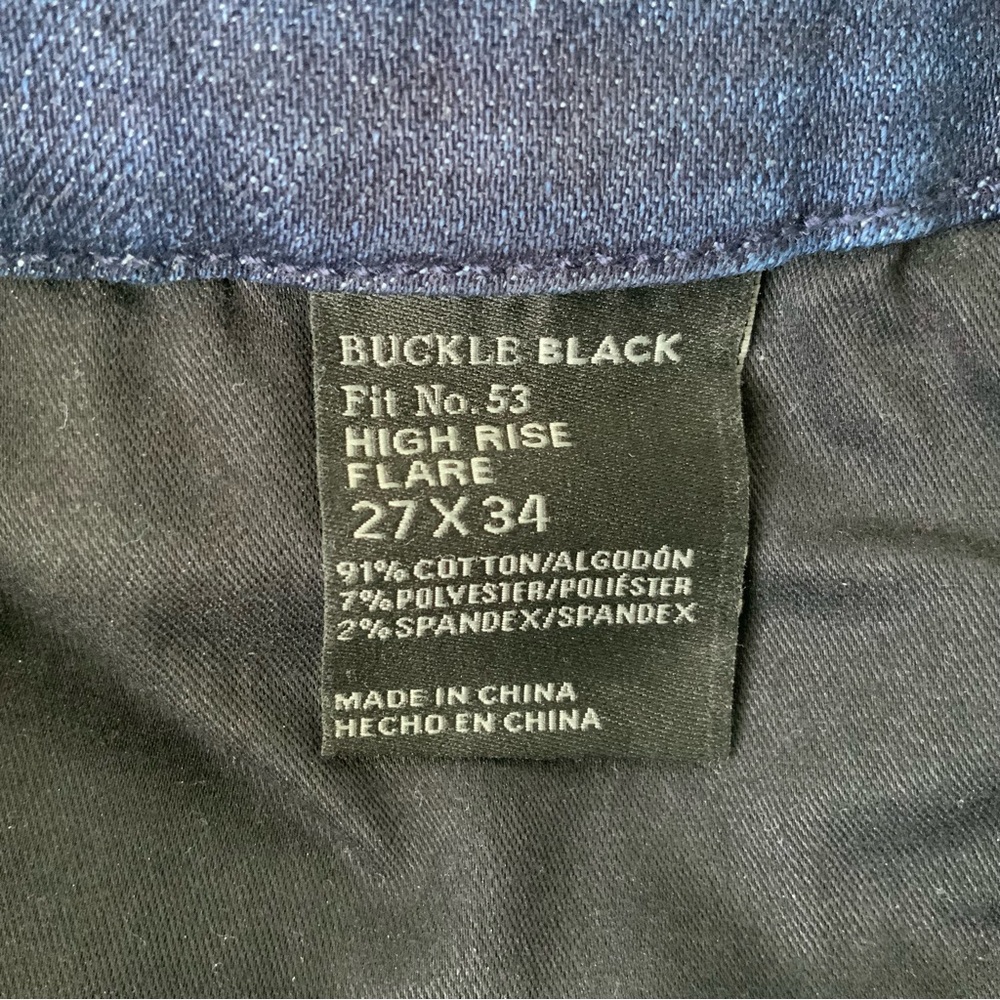 BUCKLE BLACK
Fit No. 53
HIGH RISE
FLARE
27 X 34
91% COTTON/ALGODÓN
7% POLYESTER/POLIÉSTER
2% SPANDEX/SPANDEX
MADE IN CHINA
HECHO EN CHINA